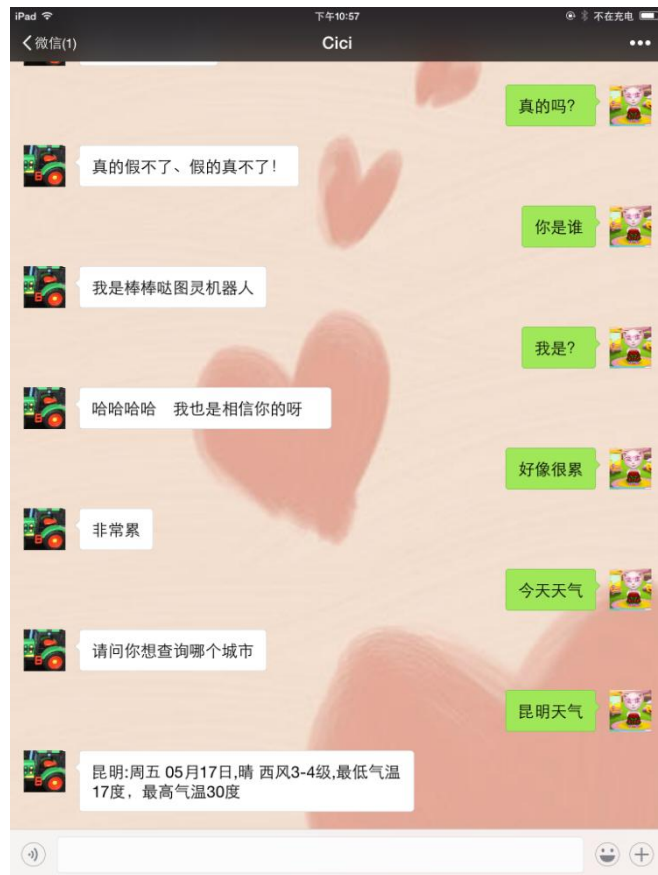 iPad 下午10:57 不在充电
微信(1) Cici
真的吗?
真的假不了、假的真不了!
你是谁
我是棒棒哒图灵机器人
我是?
哈哈哈哈 我也是相信你的呀
好像很累
非常累
今天天气
请问你想查询哪个城市
昆明天气
昆明:周五 05月17日,晴 西风3-4级,最低气温
17度，最高气温30度